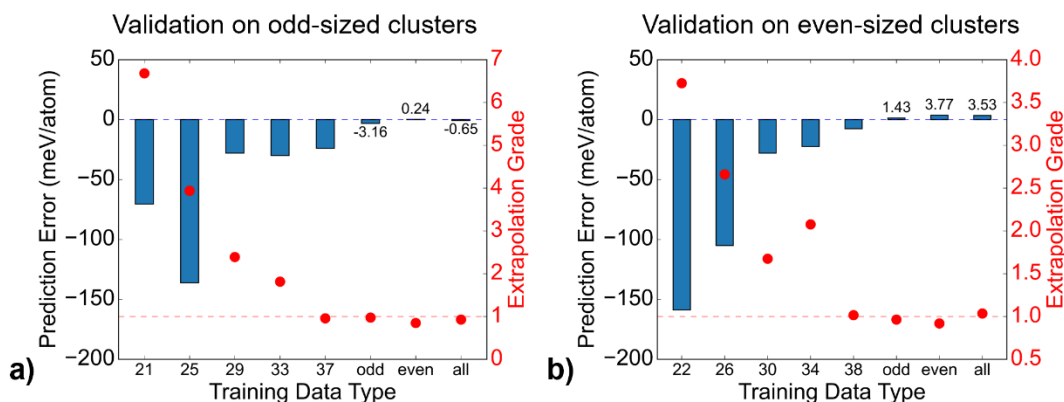 Validation on odd-sized clusters
Prediction Error (meV/atom)
50
0
−50
−100
−150
−200
-3.16
0.24
-0.65
7
6
5
4
3
2
1
0
Extrapolation Grade
21 25 29 33 37 odd even all
Training Data Type
a)
Validation on even-sized clusters
Prediction Error (meV/atom)
50
0
−50
−100
−150
−200
1.43
3.77
3.53
4.0
3.5
3.0
2.5
2.0
1.5
1.0
0.5
Extrapolation Grade
22 26 30 34 38 odd even all
Training Data Type
b)